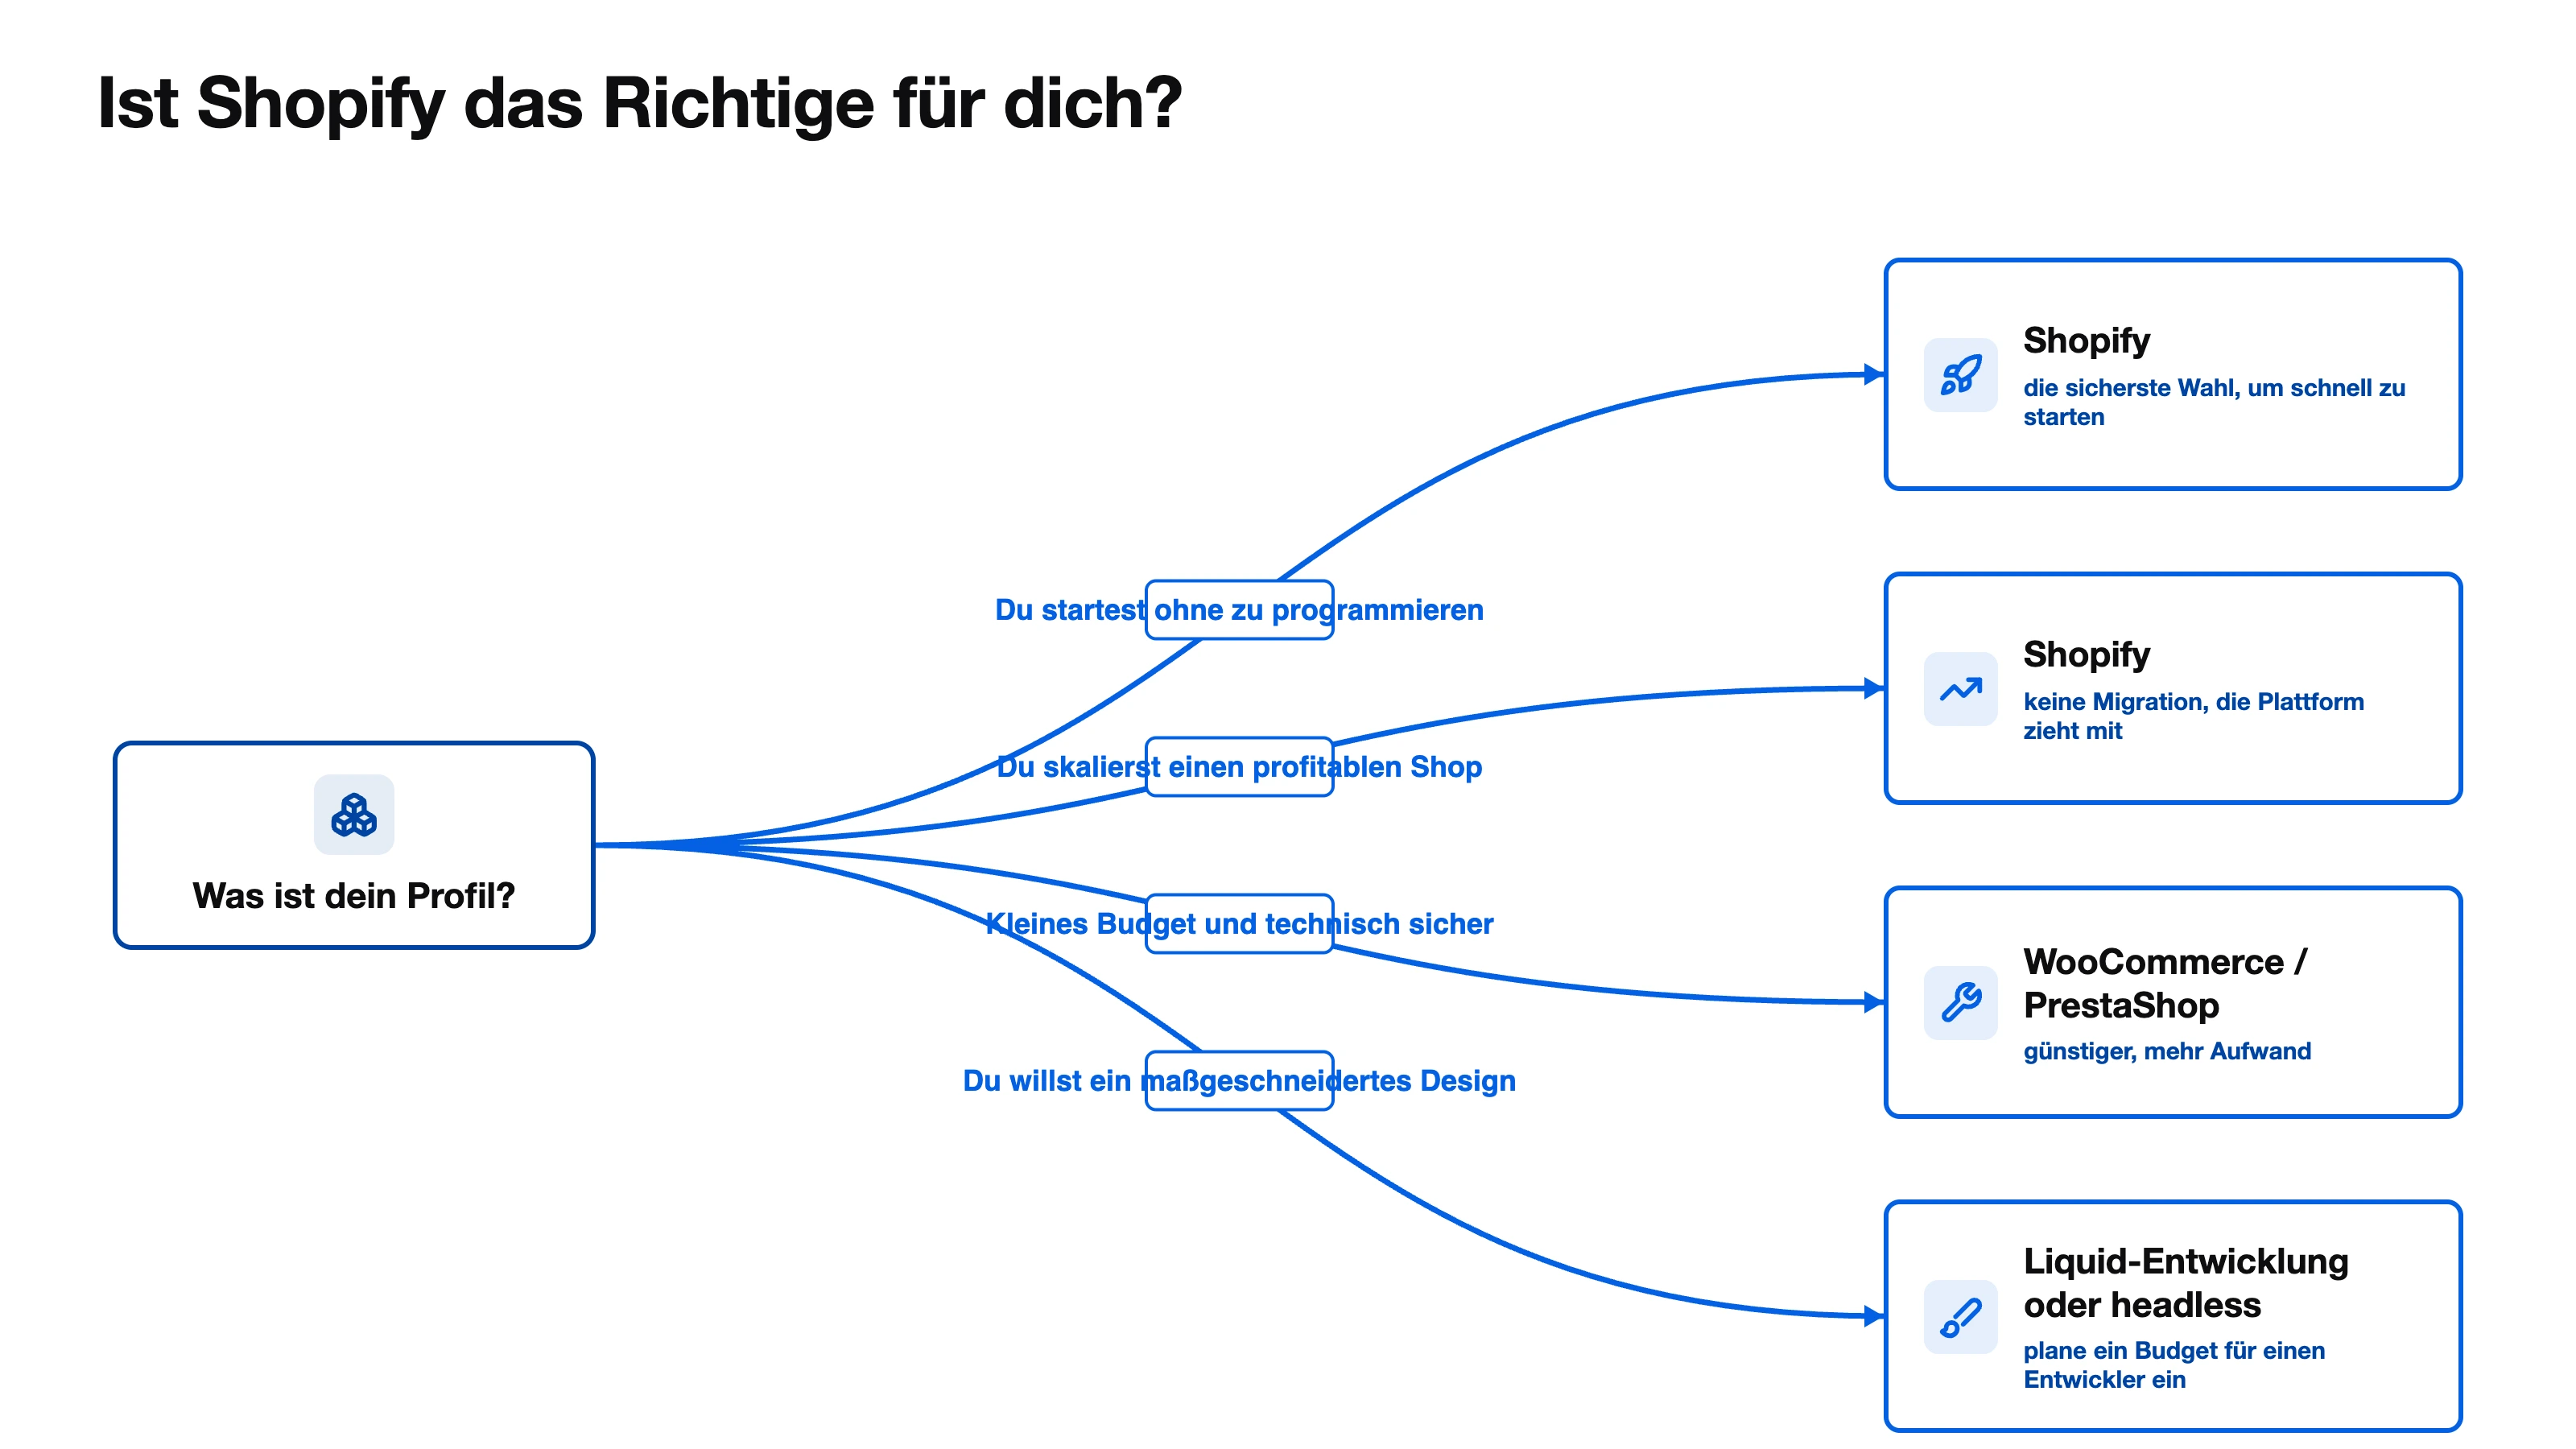 Ist Shopify das Richtige für dich?
Was ist dein Profil?
Du startest ohne zu programmieren
Shopify
die sicherste Wahl, um schnell zu
starten
Du skalierst einen profitablen Shop
Shopify
keine Migration, die Plattform
zieht mit
Kleines Budget und technisch sicher
WooCommerce /
PrestaShop
günstiger, mehr Aufwand
Du willst ein maßgeschneidertes Design
Liquid-Entwicklung
oder headless
plane ein Budget für einen
Entwickler ein